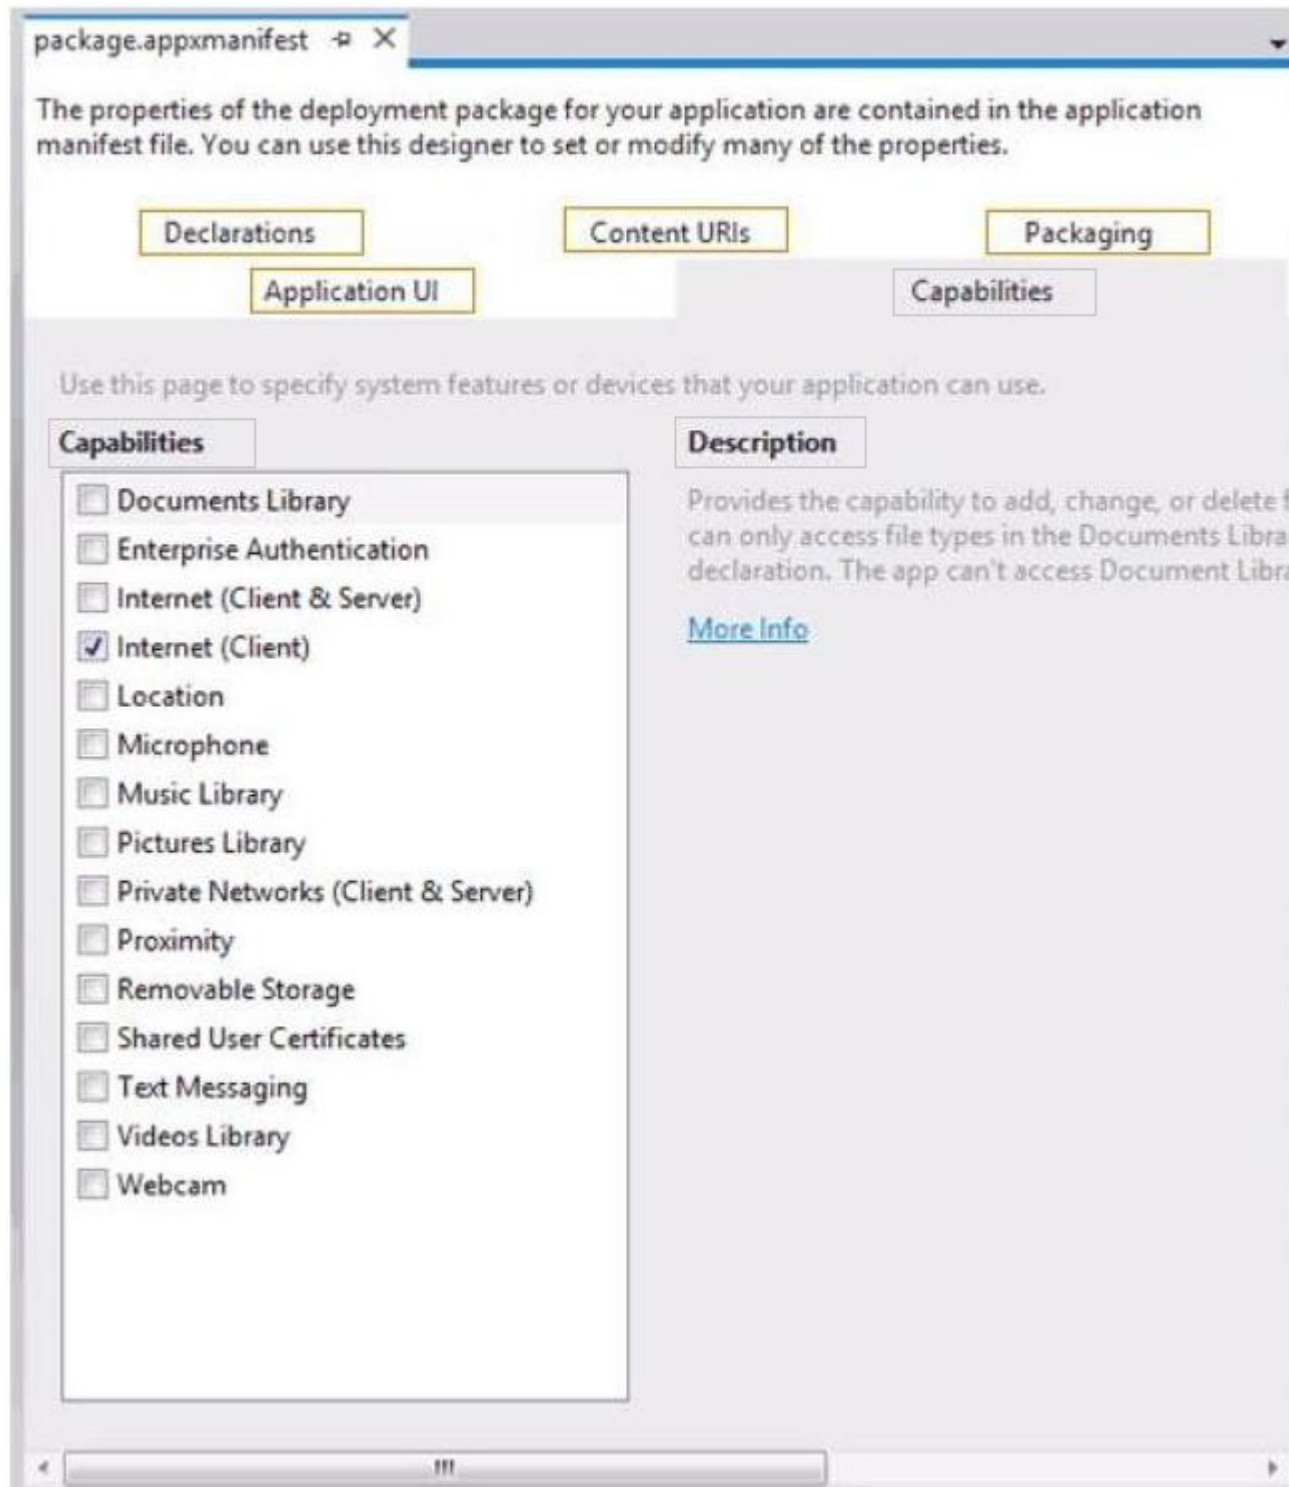 package.appxmanifest
The properties of the deployment package for your application are contained in the application
manifest file. You can use this designer to set or modify many of the properties.
Declarations
Content URIs
Packaging
Application UI
Capabilities
Use this page to specify system features or devices that your application can use.
Capabilities
Documents Library
Enterprise Authentication
Internet (Client & Server)
Internet (Client)
Location
Microphone
Music Library
Pictures Library
Private Networks (Client & Server)
Proximity
Removable Storage
Shared User Certificates
Text Messaging
Videos Library
Webcam
Description
Provides the capability to add, change, or delete
can only access file types in the Documents
declaration. The app can't access Document
More Info